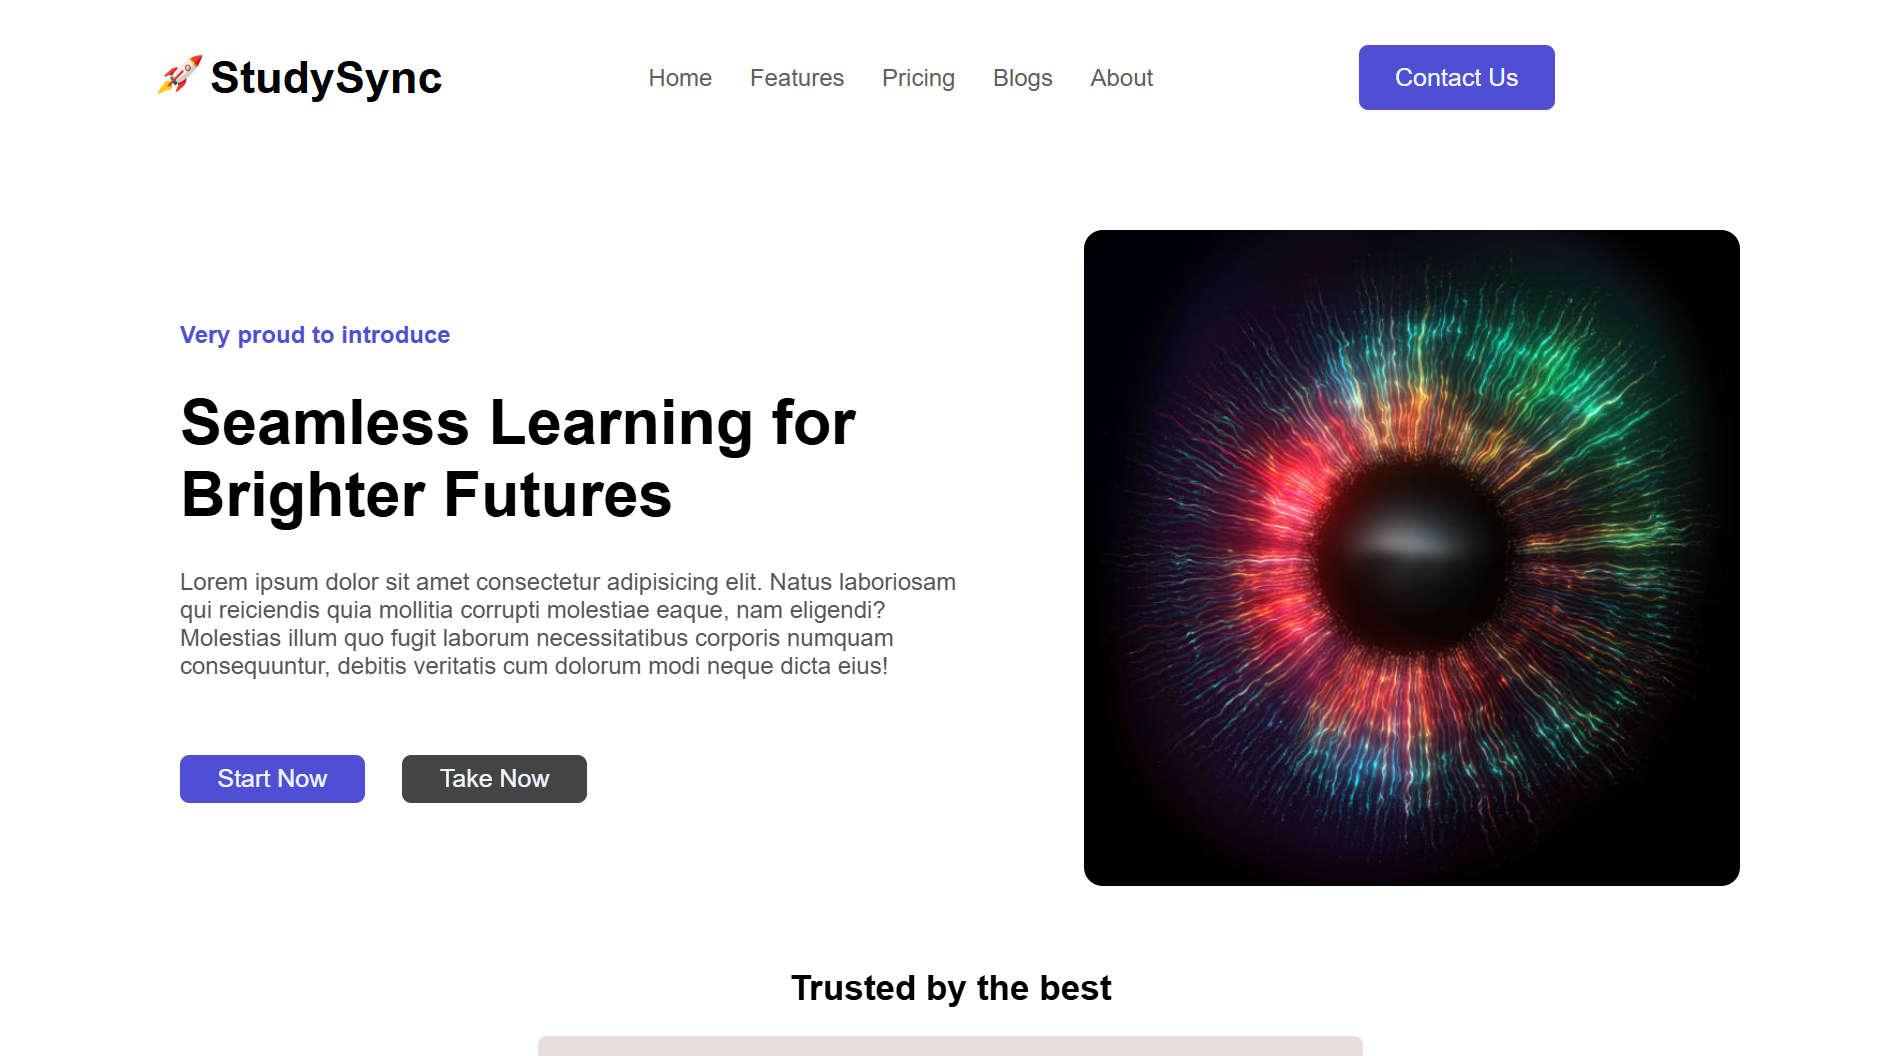 🚀 StudySync
Home Features Pricing Blogs About
Contact Us
Very proud to introduce
Seamless Learning for
Brighter Futures
Lorem ipsum dolor sit amet consectetur adipisicing elit. Natus laboriosam
qui reiciendis quia mollitia corrupti molestiae eaque, nam eligendi?
Molestias illum quo fugit laborum necessitatibus corporis numquam
consequuntur, debitis veritatis cum dolorum modi neque dicta eius!
Start Now
Take Now
Trusted by the best